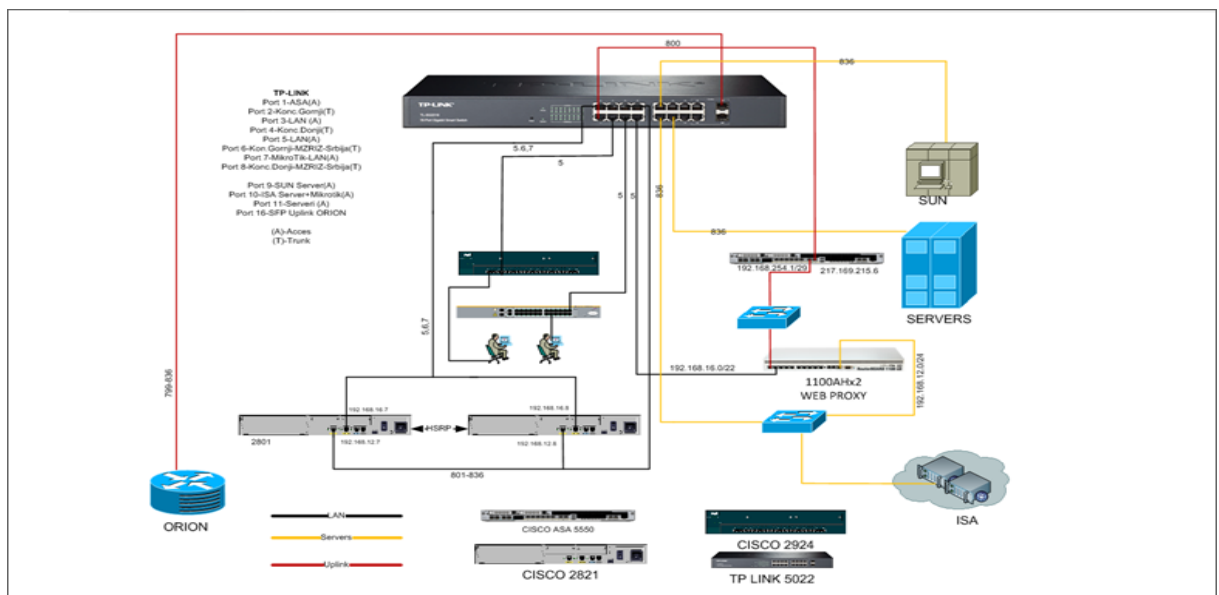 800
836
TP-LINK
TP-LINK
Port 1-ASA(A)
Port 2-Konc.Gornji(T)
Port 3-LAN (A)
Port 4-Konc.Donji(T)
Port 5-LAN(A)
Port 6-Kon.Gornji-MZRIZ-Srbija(T)
Port 7-MikroTik-LAN(A)
Port 8-Konc.Donji-MZRIZ-Srbija(T)
Port 9-SUN Server(A)
Port 10-ISA Server+Mikrotik(A)
Port 11-Serveri (A)
Port 16-SFP Uplink ORION
(A)-Acces
(T)-Trunk
5.6,7
5
5
5
836
SUN
836
192.168.254.1/29
217.169.215.6
SERVERS
5,6,7
799-836
192.168.16.0/22
1100AHx2
WEB PROXY
192.168.12.0/24
192.168.16.7
192.168.16.8
2801
HSRP
192.168.12.7
192.168.12.8
801-836
ORION
ISA
LAN
Servers
Uplink
CISCO ASA 5550
CISCO 2821
CISCO 2924
TP LINK 5022